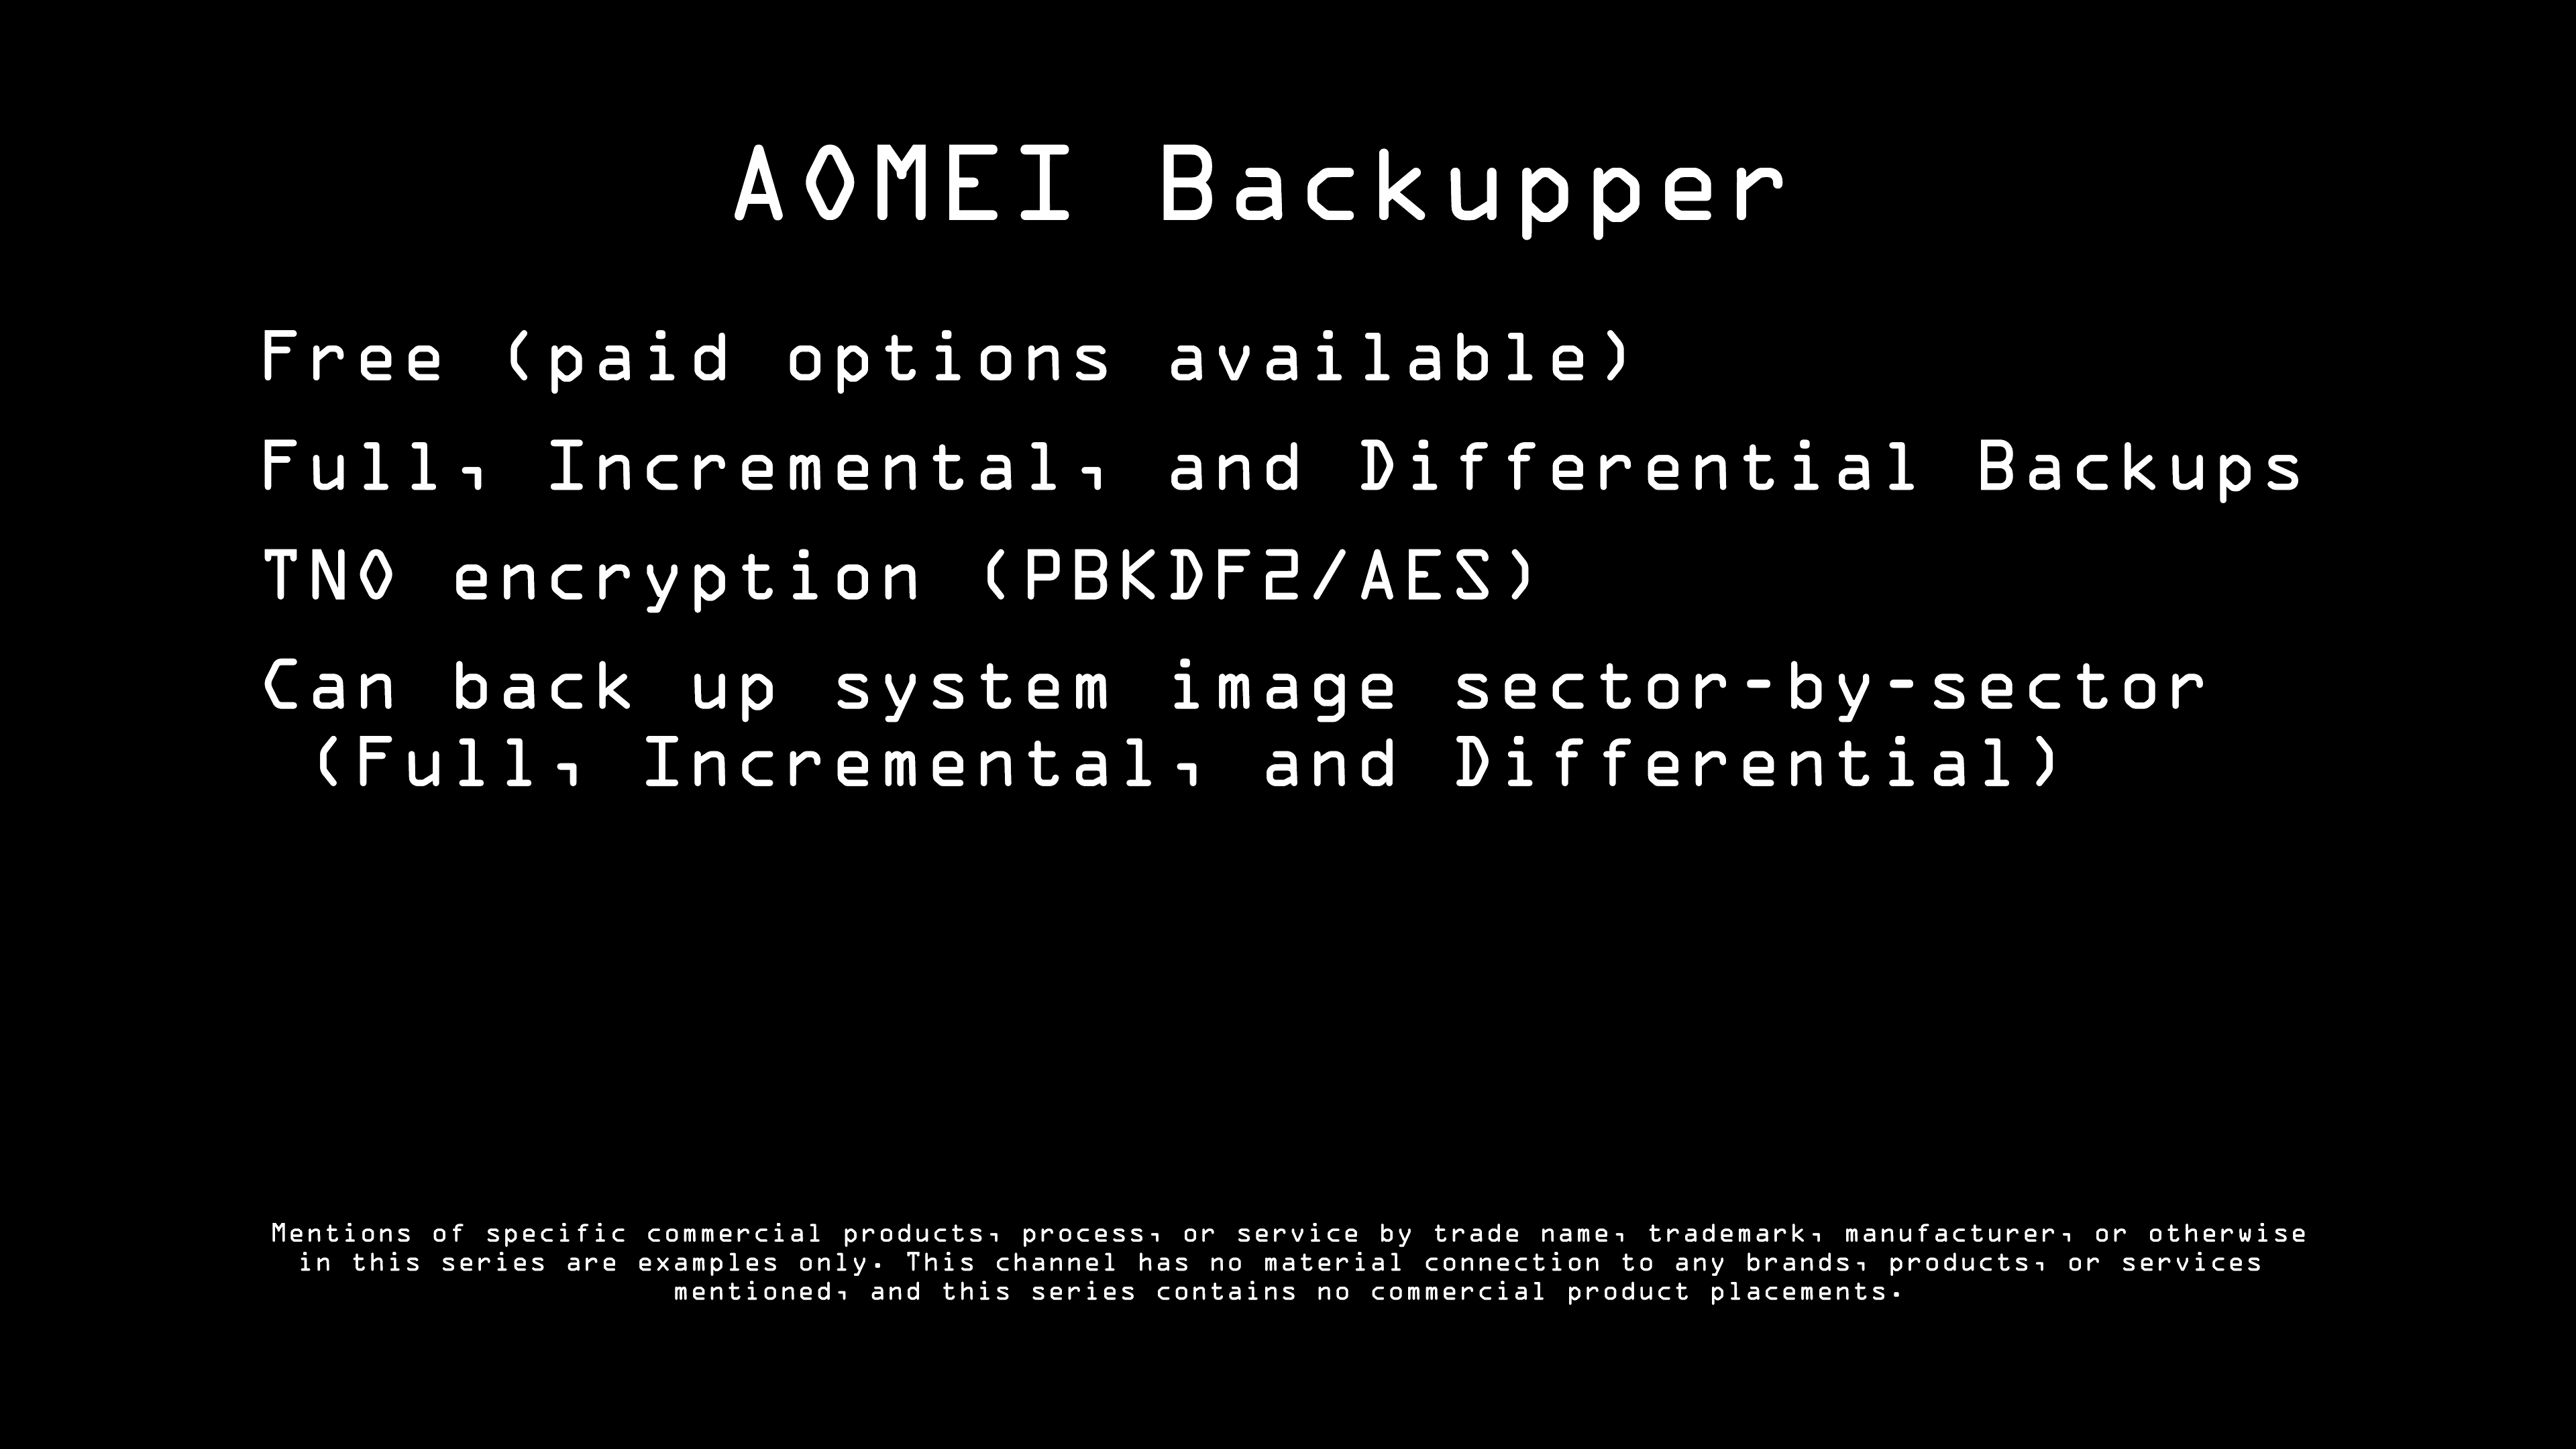 AOMEI Backupper
Free (paid options available)
Full, Incremental, and Differential Backups
TNO encryption (PBKDF2/AES)
Can back up system image sector-by-sector
(Full, Incremental, and Differential)
Mentions of specific commercial products, process, or service by trade name, trademark, manufacturer, or otherwise
in this series are examples only. This channel has no material connection to any brands, products, or services
mentioned, and this series contains no commercial product placements.